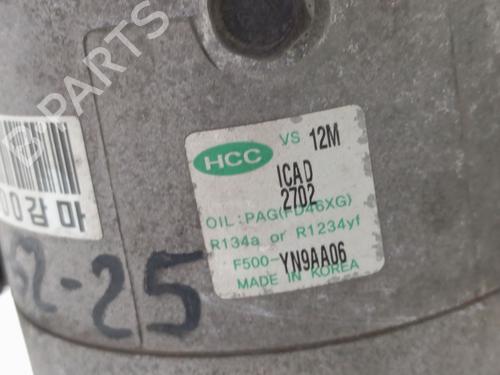 PARTS
HCC VS 12M
ICAD
2702
OIL:PAG(FD46XG)
R134a or R1234yf
F500-YN9AA06
MADE IN KOREA
00감마
52-25